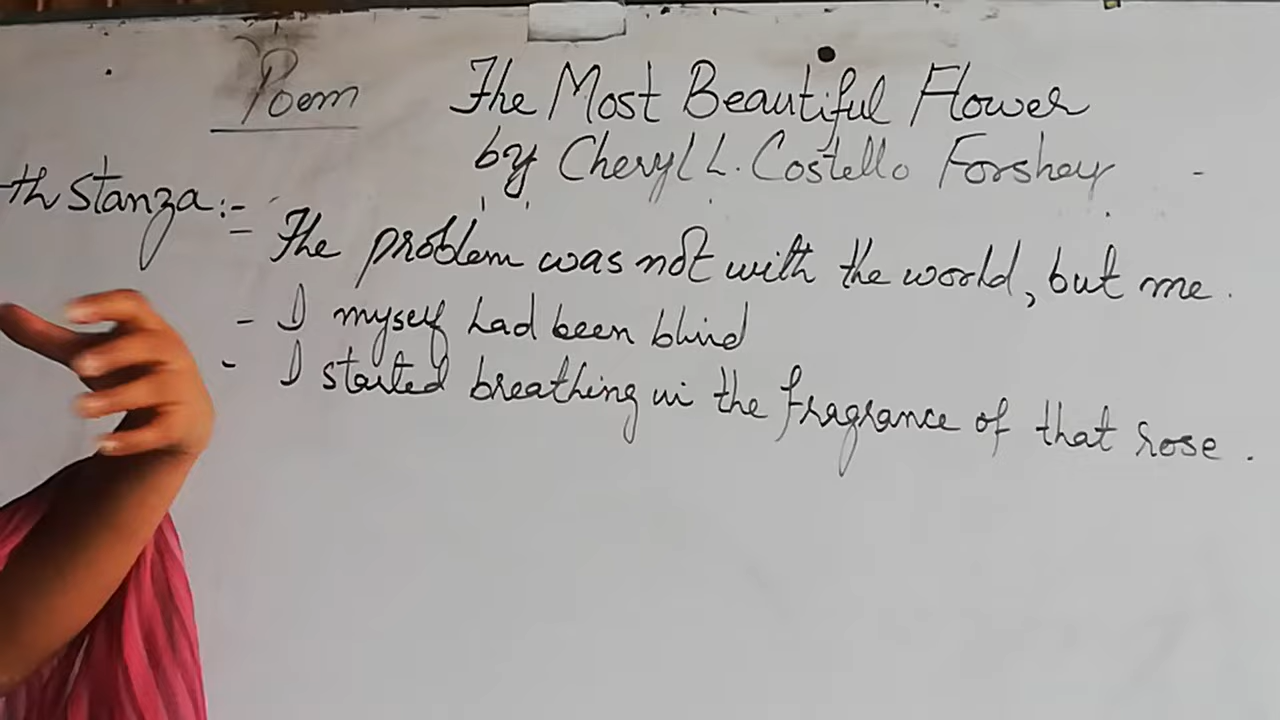 Poem The Most Beautiful Flower
by Cheryl L. Costello Forshey
th Stanza:-
- The problem was not with the world, but me.
- I myself had been blind
- I started breathing in the fragrance of that rose.